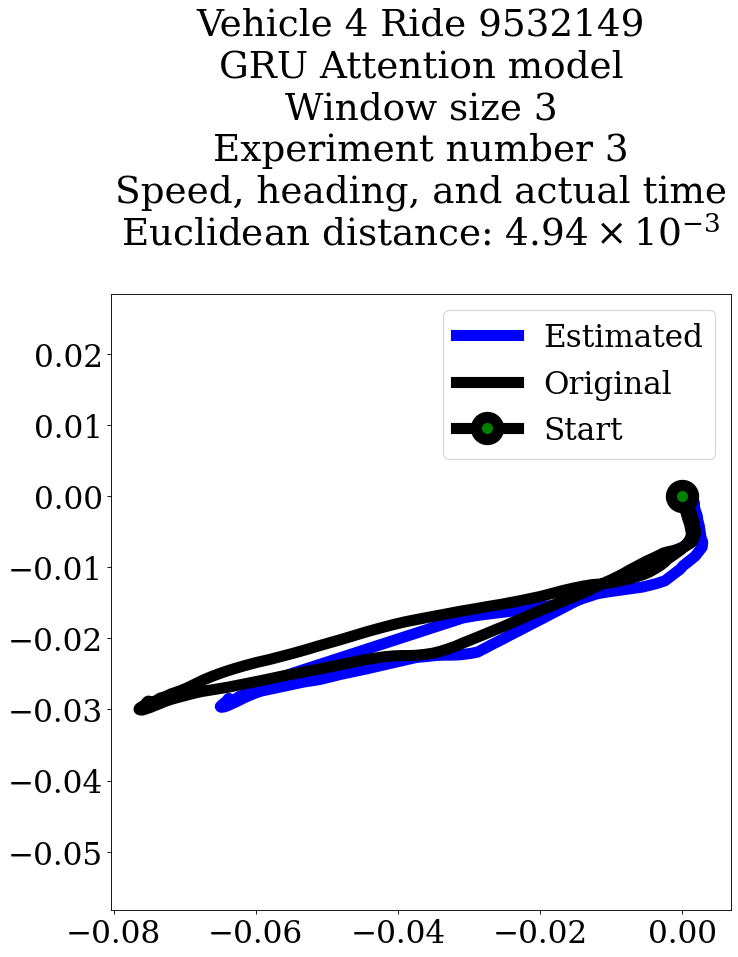 Vehicle 4 Ride 9532149
GRU Attention model
Window size 3
Experiment number 3
Speed, heading, and actual time
Euclidean distance: 4.94 × 10⁻³
Estimated
Original
Start
0.02
0.01
0.00
−0.01
−0.02
−0.03
−0.04
−0.05
−0.08 −0.06 −0.04 −0.02 0.00